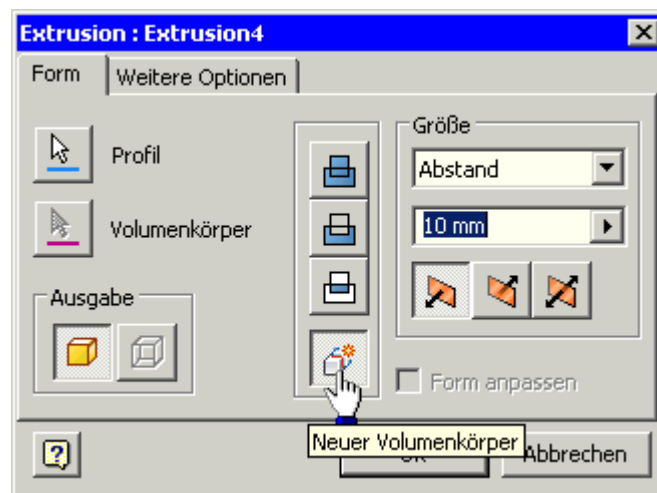 Extrusion : Extrusion4
Form
Weitere Optionen
Profil
Volumenkörper
Ausgabe
Größe
Abstand
10 mm
Form anpassen
Neuer Volumenkörper
Abbrechen